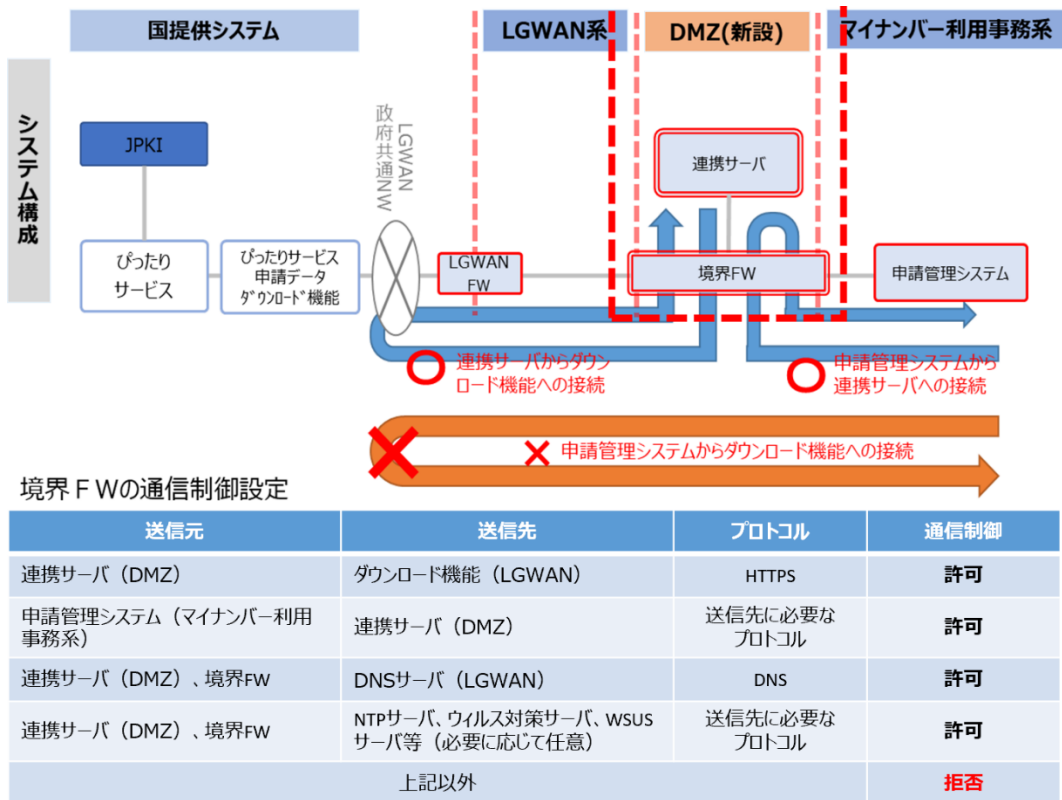 国提供システム
LGWAN系
DMZ(新設)
マイナンバー利用事務系
システム構成
JPKI
ぴったり
サービス
ぴったりサービス
申請データ
ダウンロード機能
LGWAN
政府共通NW
LGWAN
FW
連携サーバ
境界FW
申請管理システム
連携サーバからダウン
ロード機能への接続
申請管理システムから
連携サーバへの接続
申請管理システムからダウンロード機能への接続
境界FWの通信制御設定
送信元 送信先 プロトコル 通信制御
連携サーバ（DMZ） ダウンロード機能（LGWAN） HTTPS 許可
申請管理システム（マイナンバー利用
事務系） 連携サーバ（DMZ） 送信先に必要な
プロトコル 許可
連携サーバ（DMZ）、境界FW DNSサーバ（LGWAN） DNS 許可
連携サーバ（DMZ）、境界FW NTPサーバ、ウィルス対策サーバ、WSUS
サーバ等（必要に応じて任意） 送信先に必要な
プロトコル 許可
上記以外 拒否